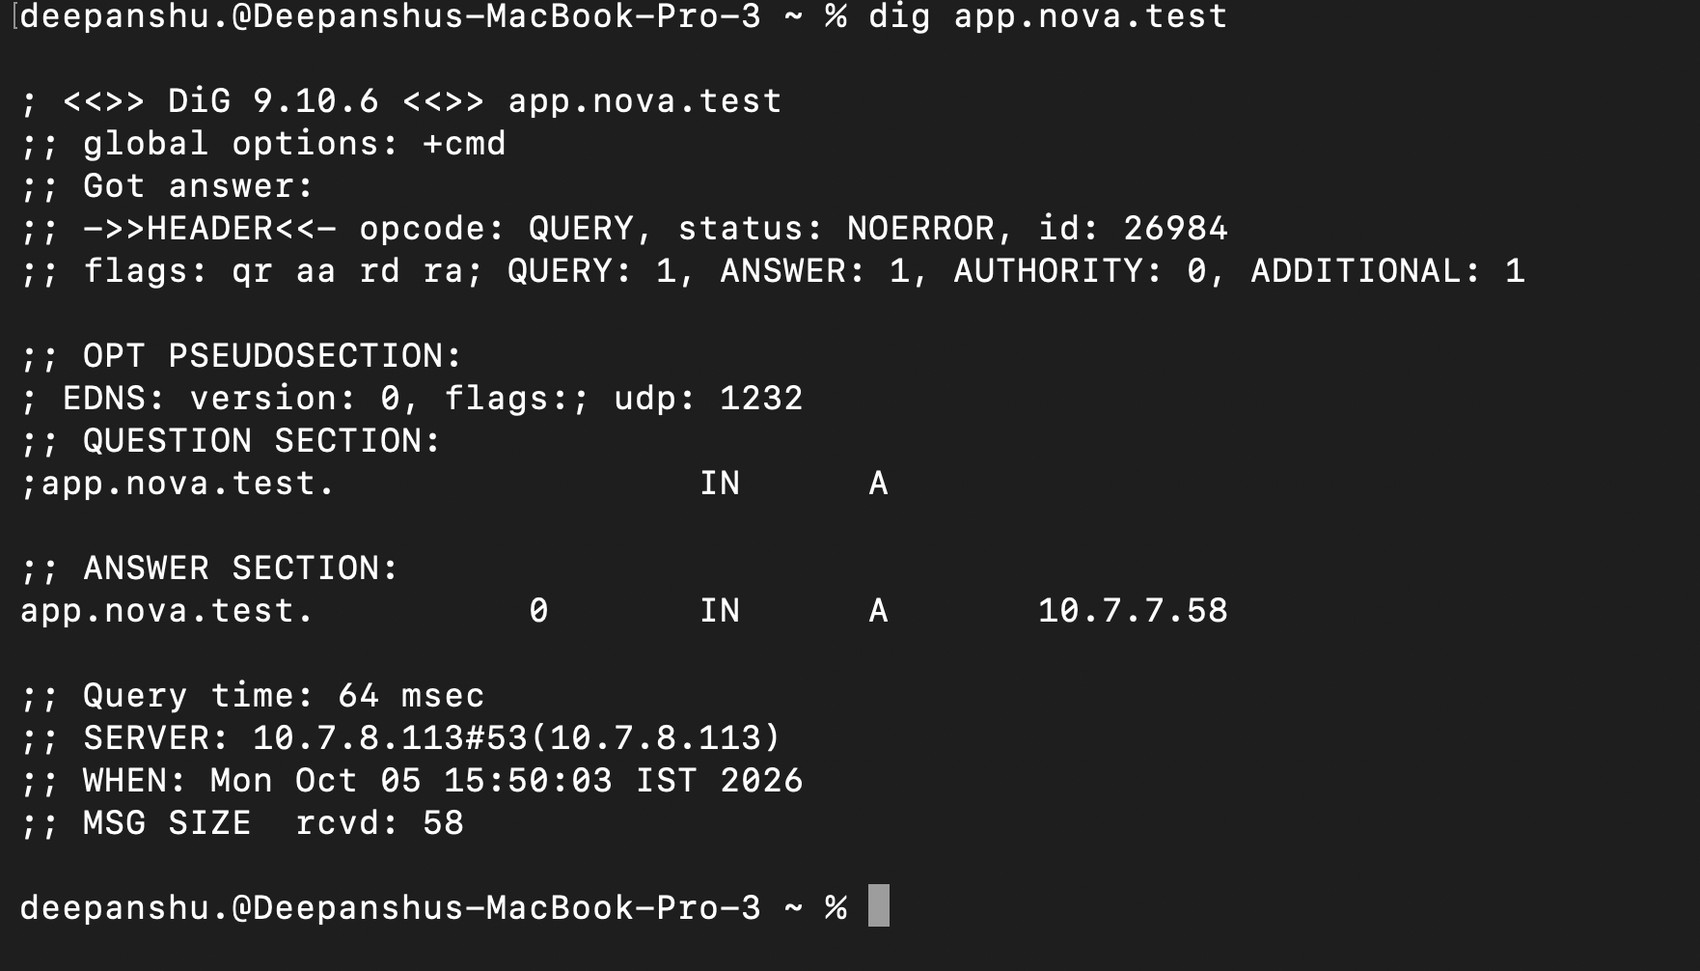 [deepanshu.@Deepanshus-MacBook-Pro-3 ~ % dig app.nova.test
; <<>> DiG 9.10.6 <<>> app.nova.test
;; global options: +cmd
;; Got answer:
;; ->>HEADER<<- opcode: QUERY, status: NOERROR, id: 26984
;; flags: qr aa rd ra; QUERY: 1, ANSWER: 1, AUTHORITY: 0, ADDITIONAL: 1
;; OPT PSEUDOSECTION:
; EDNS: version: 0, flags:; udp: 1232
;; QUESTION SECTION:
;app.nova.test. IN A
;; ANSWER SECTION:
app.nova.test. 0 IN A 10.7.7.58
;; Query time: 64 msec
;; SERVER: 10.7.8.113#53(10.7.8.113)
;; WHEN: Mon Oct 05 15:50:03 IST 2026
;; MSG SIZE  rcvd: 58
deepanshu.@Deepanshus-MacBook-Pro-3 ~ %